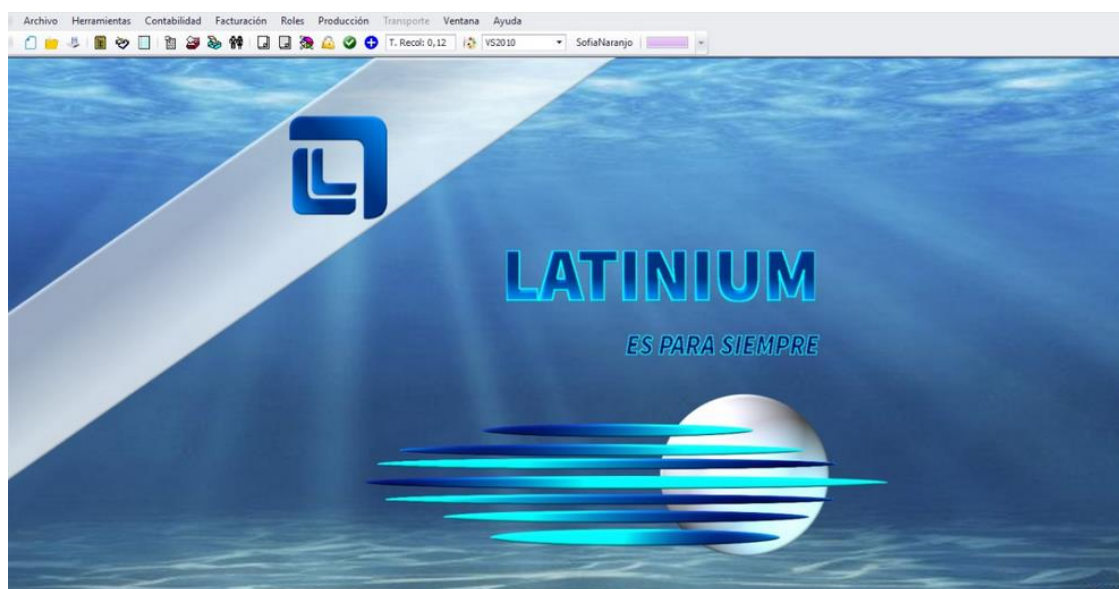 Archivo Herramientas Contabilidad Facturación Roles Producción Transporte Ventana Ayuda
T. Recol: 0,12 VS2010 SofiaNaranjo
LATINIUM
ES PARA SIEMPRE